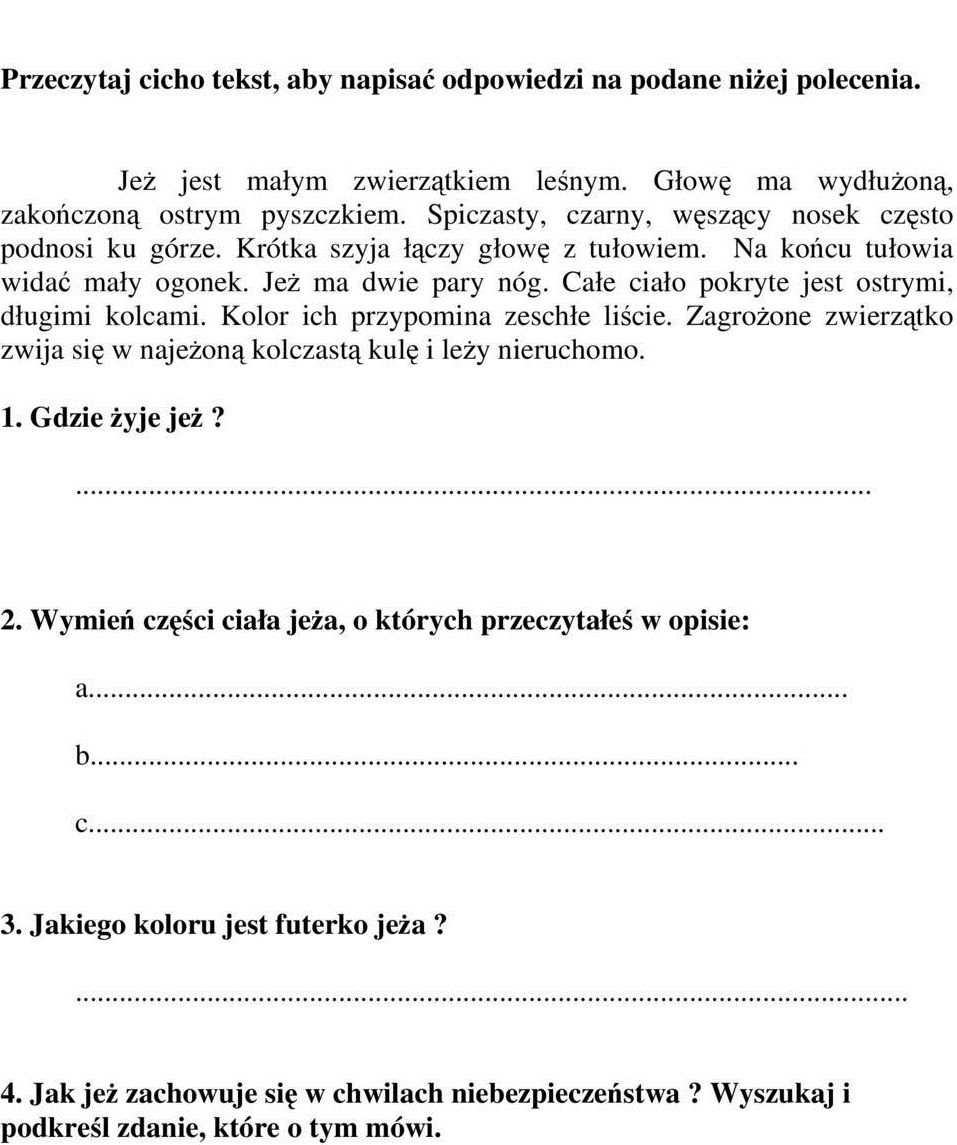 Przeczytaj cicho tekst, aby napisać odpowiedzi na podane niżej polecenia.
Jeż jest małym zwierzątkiem leśnym. Głowę ma wydłużoną,
zakończoną ostrym pyszczkiem. Spiczasty, czarny, węszący nosek często
podnosi ku górze. Krótka szyja łączy głowę z tułowiem. Na końcu tułowia
widać mały ogonek. Jeż ma dwie pary nóg. Całe ciało pokryte jest ostrymi,
długimi kolcami. Kolor ich przypomina zeschłe liście. Zagrożone zwierzątko
zwija się w najeżoną kolczastą kulę i leży nieruchomo.
1. Gdzie żyje jeż ?
...............................................................................................................
2. Wymień części ciała jeża, o których przeczytałeś w opisie:
a..........................................................................................................
b...................................................................................................
c...............................................................................................................
3. Jakiego koloru jest futerko jeża ?
....................................................................................................................
4. Jak jeż zachowuje się w chwilach niebezpieczeństwa ? Wyszukaj i
podkreśl zdanie, które o tym mówi.